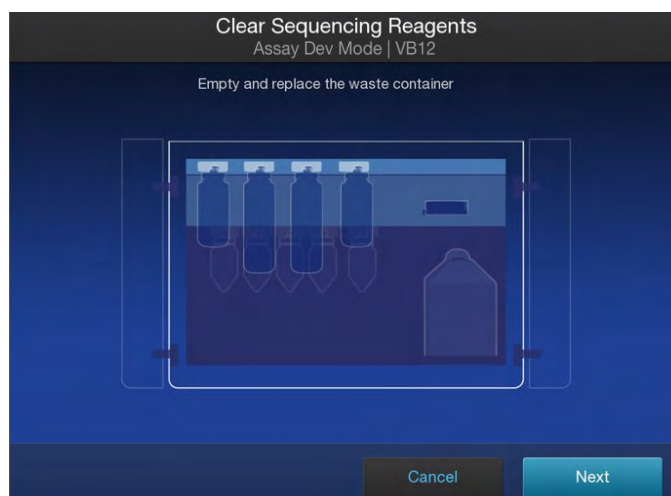 Clear Sequencing Reagents
Assay Dev Mode | VB12
Empty and replace the waste container
Cancel
Next